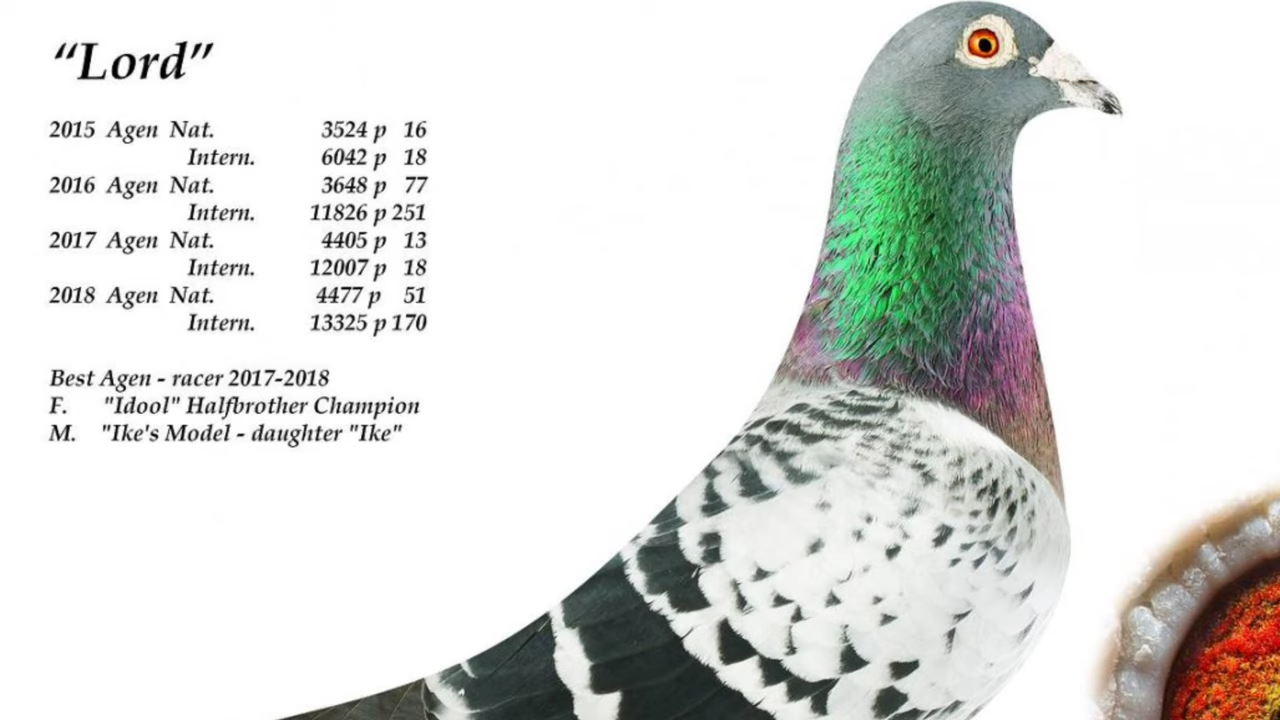 “Lord”
2015 Agen Nat. 3524 p 16
Intern. 6042 p 18
2016 Agen Nat. 3648 p 77
Intern. 11826 p 251
2017 Agen Nat. 4405 p 13
Intern. 12007 p 18
2018 Agen Nat. 4477 p 51
Intern. 13325 p 170
Best Agen - racer 2017-2018
F. "Idool" Halfbrother Champion
M. "Ike's Model - daughter "Ike"